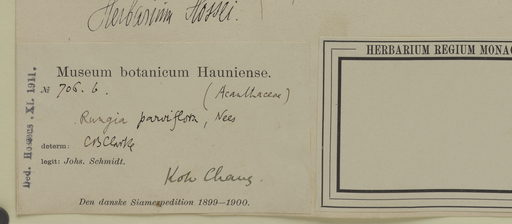 Herbarium Hossei.
HERBARIUM REGIUM MONAC
Museum botanicum Hauniense.
№ 706. b.
(Acanthaceae)
Rungia parviflora, Nees
determ: CBClarke
legit: Johs. Schmidt.
Koh Chang.
Den danske Siamexpedition 1899—1900.
Ded. Hosseus. XI. 1911.